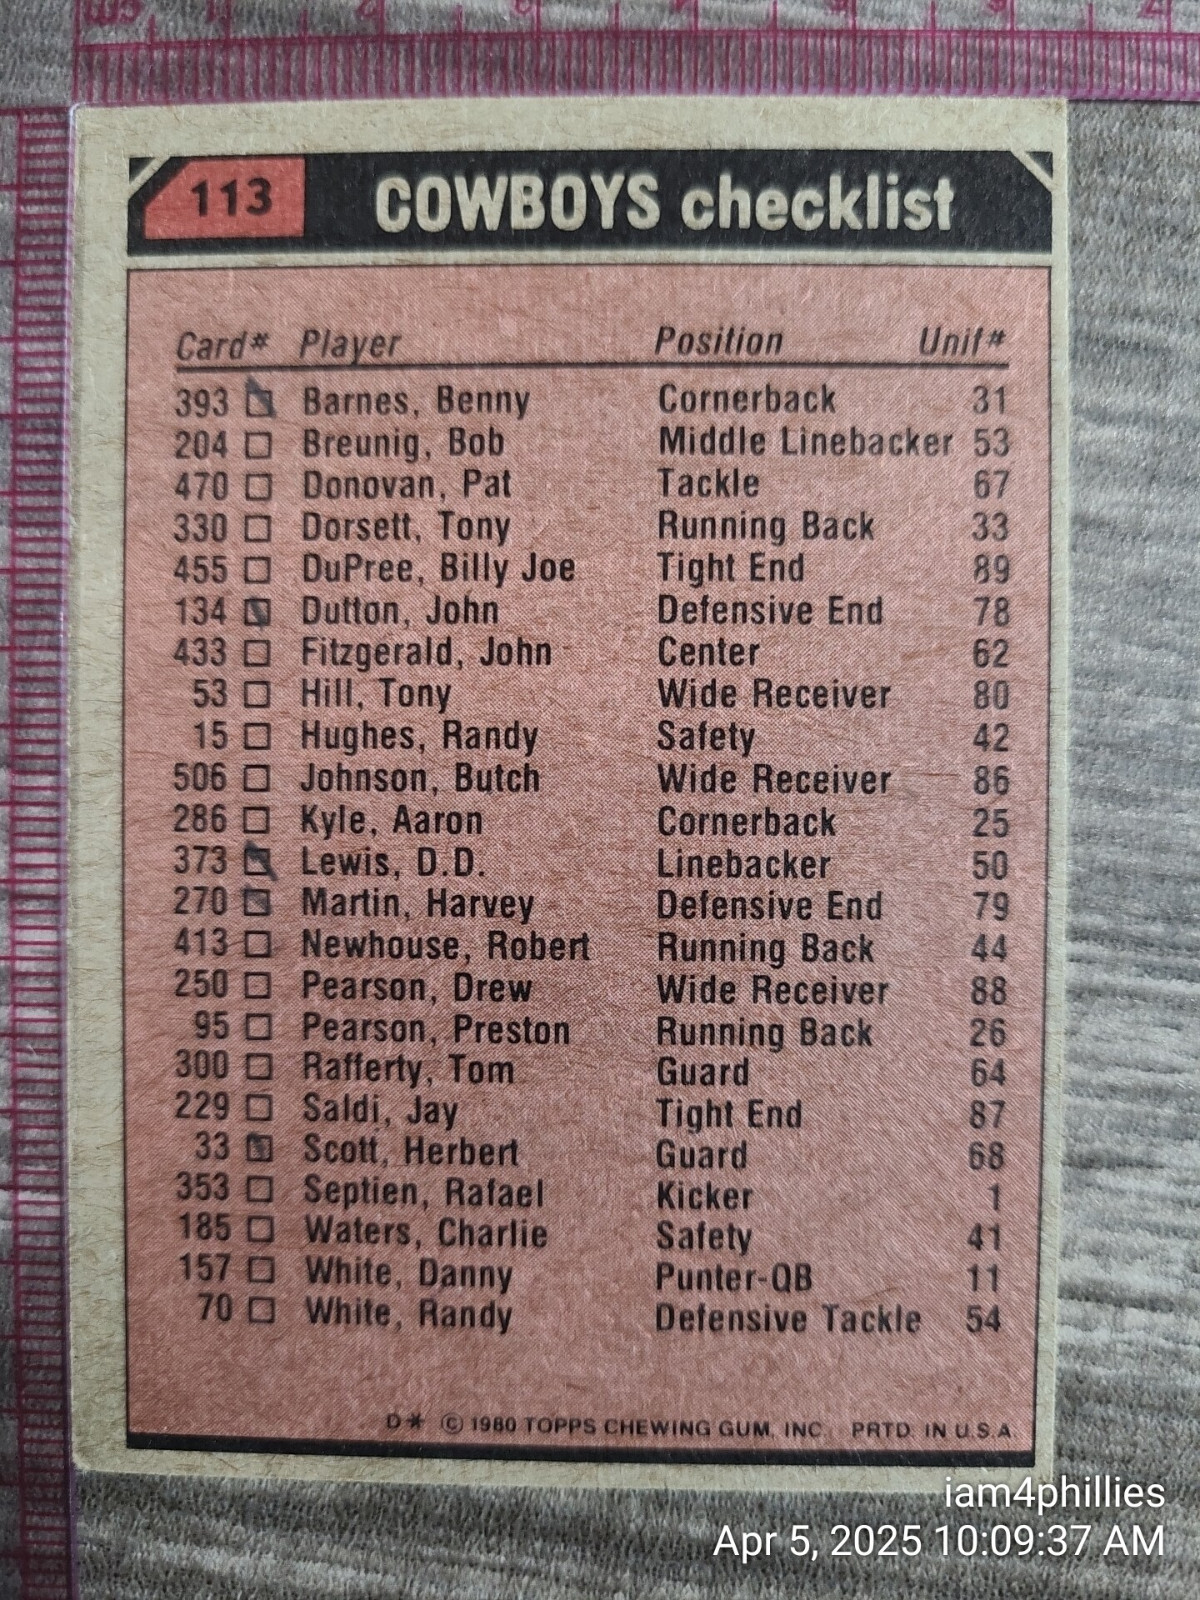 113 COWBOYS checklist
Card# Player Position Unif#
393 Barnes, Benny Cornerback 31
204 Breunig, Bob Middle Linebacker 53
470 Donovan, Pat Tackle 67
330 Dorsett, Tony Running Back 33
455 DuPree, Billy Joe Tight End 89
134 Dutton, John Defensive End 78
433 Fitzgerald, John Center 62
53 Hill, Tony Wide Receiver 80
15 Hughes, Randy Safety 42
506 Johnson, Butch Wide Receiver 86
286 Kyle, Aaron Cornerback 25
373 Lewis, D.D. Linebacker 50
270 Martin, Harvey Defensive End 79
413 Newhouse, Robert Running Back 44
250 Pearson, Drew Wide Receiver 88
95 Pearson, Preston Running Back 26
300 Rafferty, Tom Guard 64
229 Saldi, Jay Tight End 87
33 Scott, Herbert Guard 68
353 Septien, Rafael Kicker 1
185 Waters, Charlie Safety 41
157 White, Danny Punter-QB 11
70 White, Randy Defensive Tackle 54
D* © 1980 TOPPS CHEWING GUM, INC. PRTD. IN U.S.A.
iam4phillies
Apr 5, 2025 10:09:37 AM